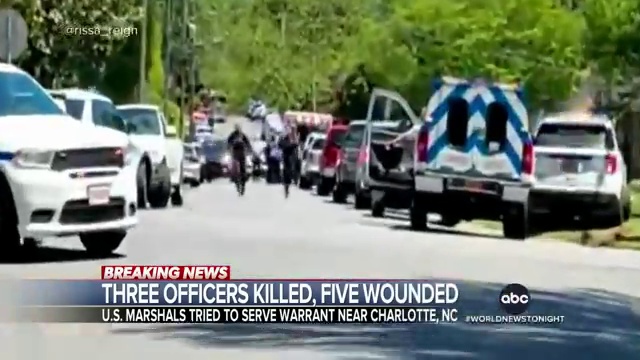 @rissa_reign
BREAKING NEWS
THREE OFFICERS KILLED, FIVE WOUNDED
abc
U.S. MARSHALS TRIED TO SERVE WARRANT NEAR CHARLOTTE, NC
#WORLDNEWSTONIGHT